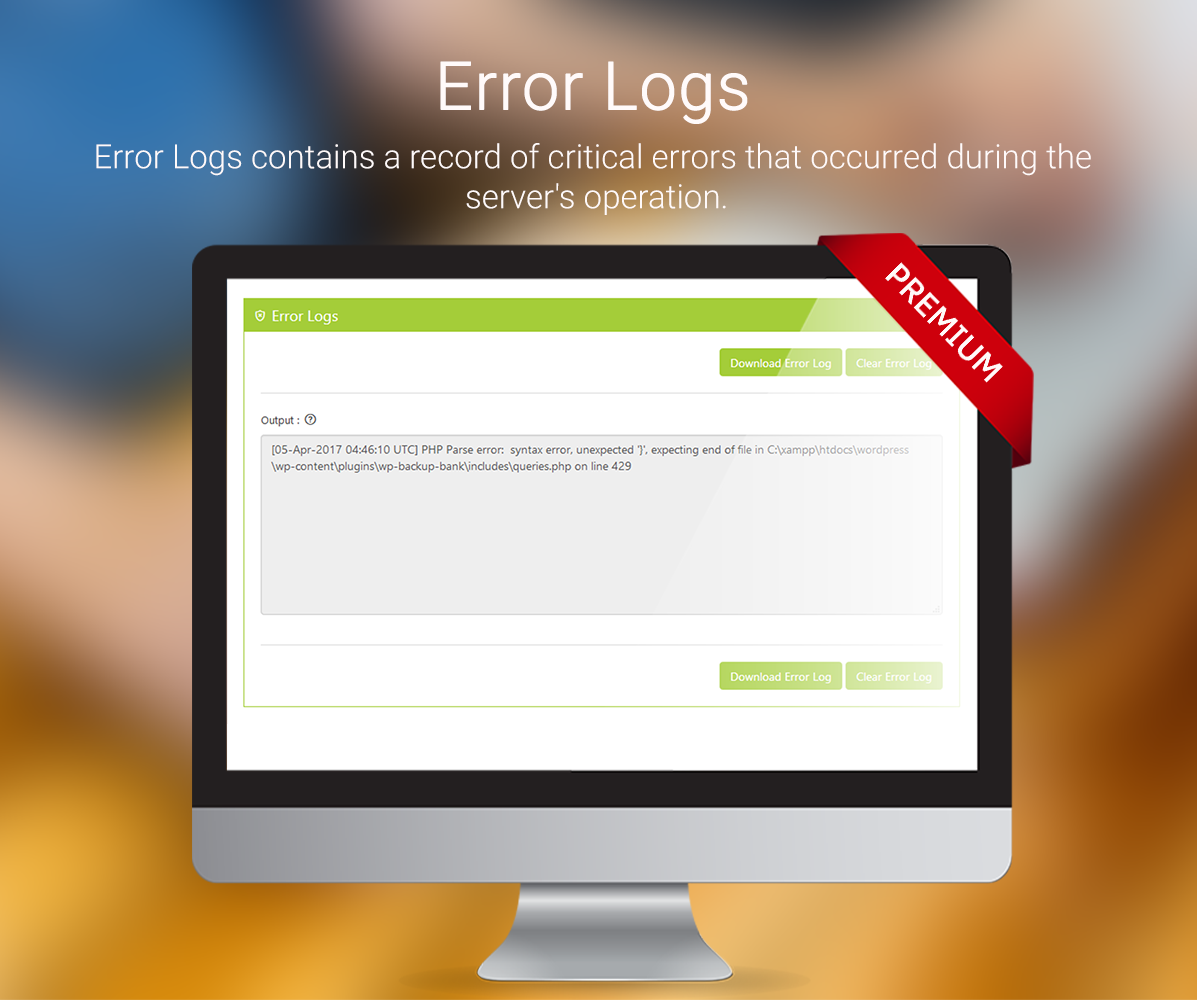 Error Logs
Error Logs contains a record of critical errors that occurred during the
server's operation.
PREMIUM
Error Logs
Download Error Log
Clear Error Log
Output :
[05-Apr-2017 04:46:10 UTC] PHP Parse error:  syntax error, unexpected '}', expecting end of file in C:\xampp\htdocs\wordpress
\wp-content\plugins\wp-backup-bank\includes\queries.php on line 429
Download Error Log
Clear Error Log